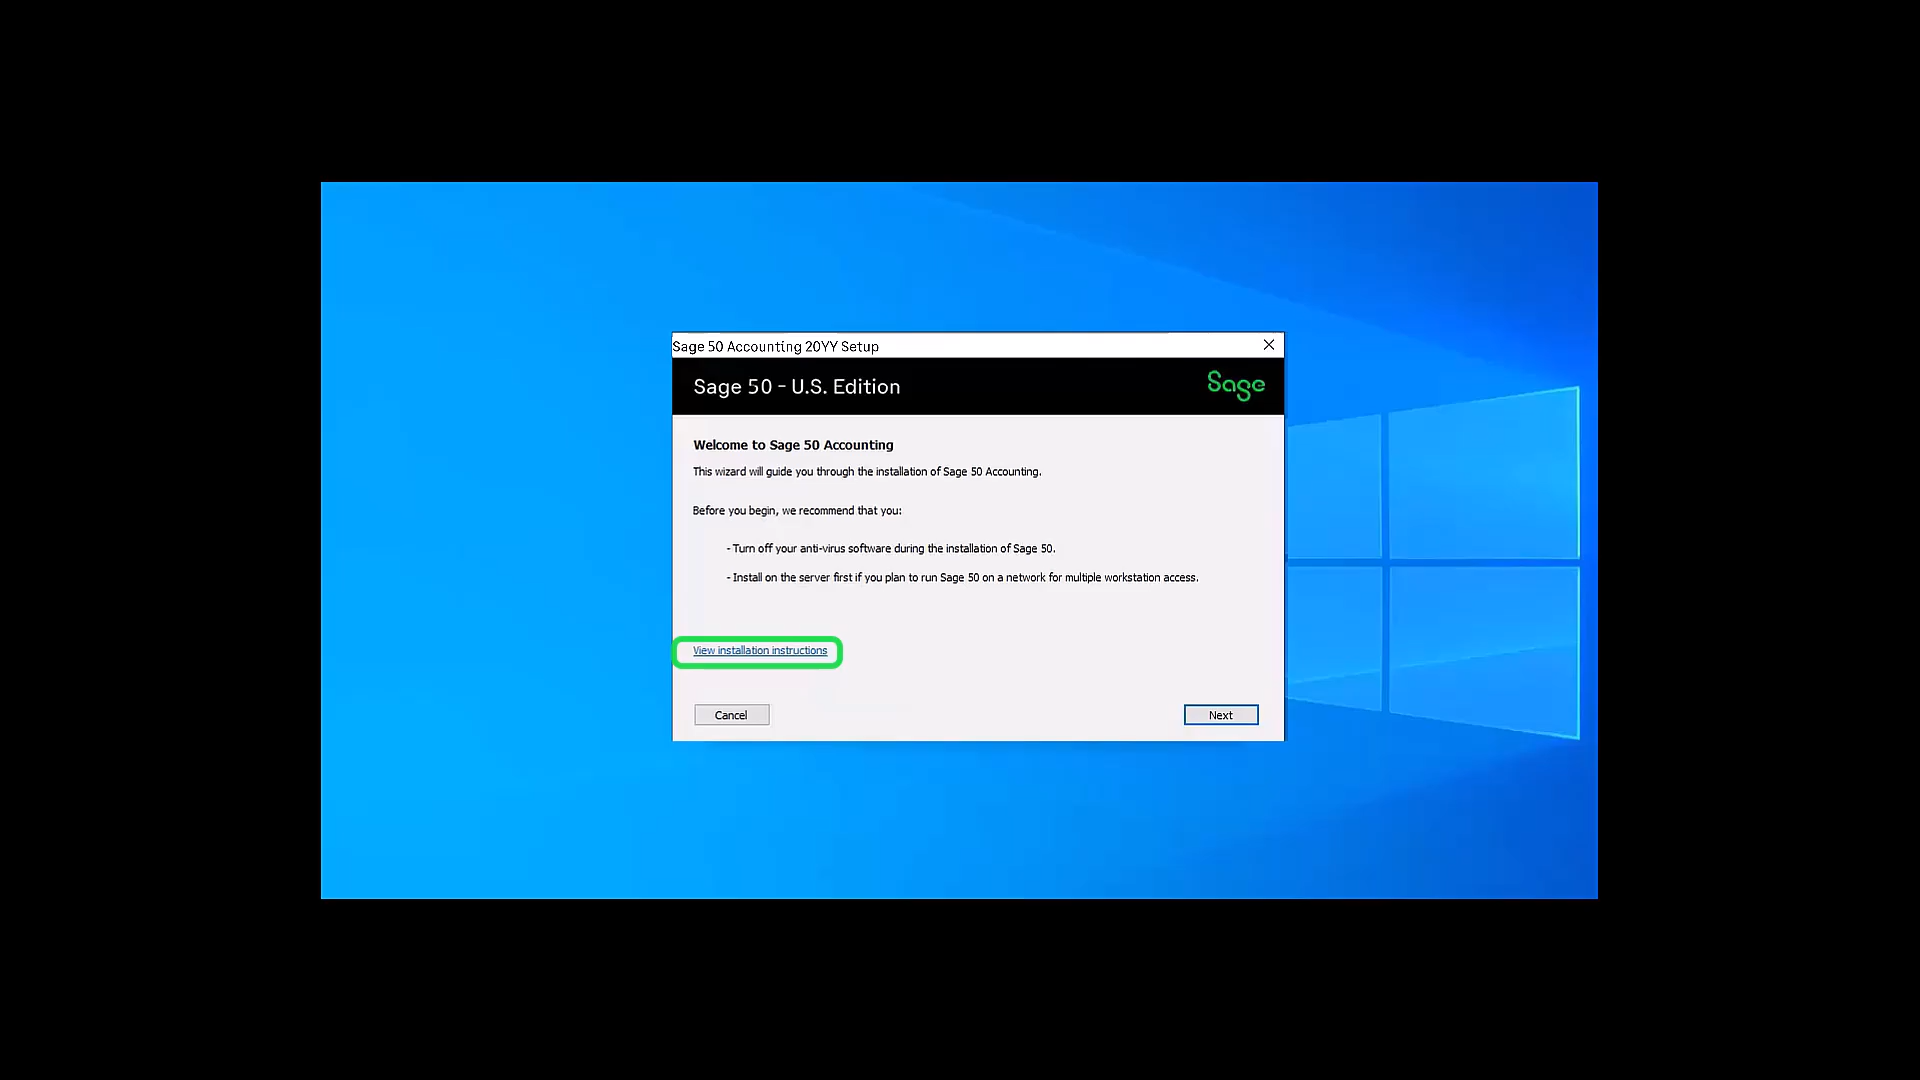 Sage 50 Accounting 20YY Setup
Sage 50 - U.S. Edition
Sage
Welcome to Sage 50 Accounting
This wizard will guide you through the installation of Sage 50 Accounting.
Before you begin, we recommend that you:
- Turn off your anti-virus software during the installation of Sage 50.
- Install on the server first if you plan to run Sage 50 on a network for multiple workstation access.
View installation instructions
Cancel
Next